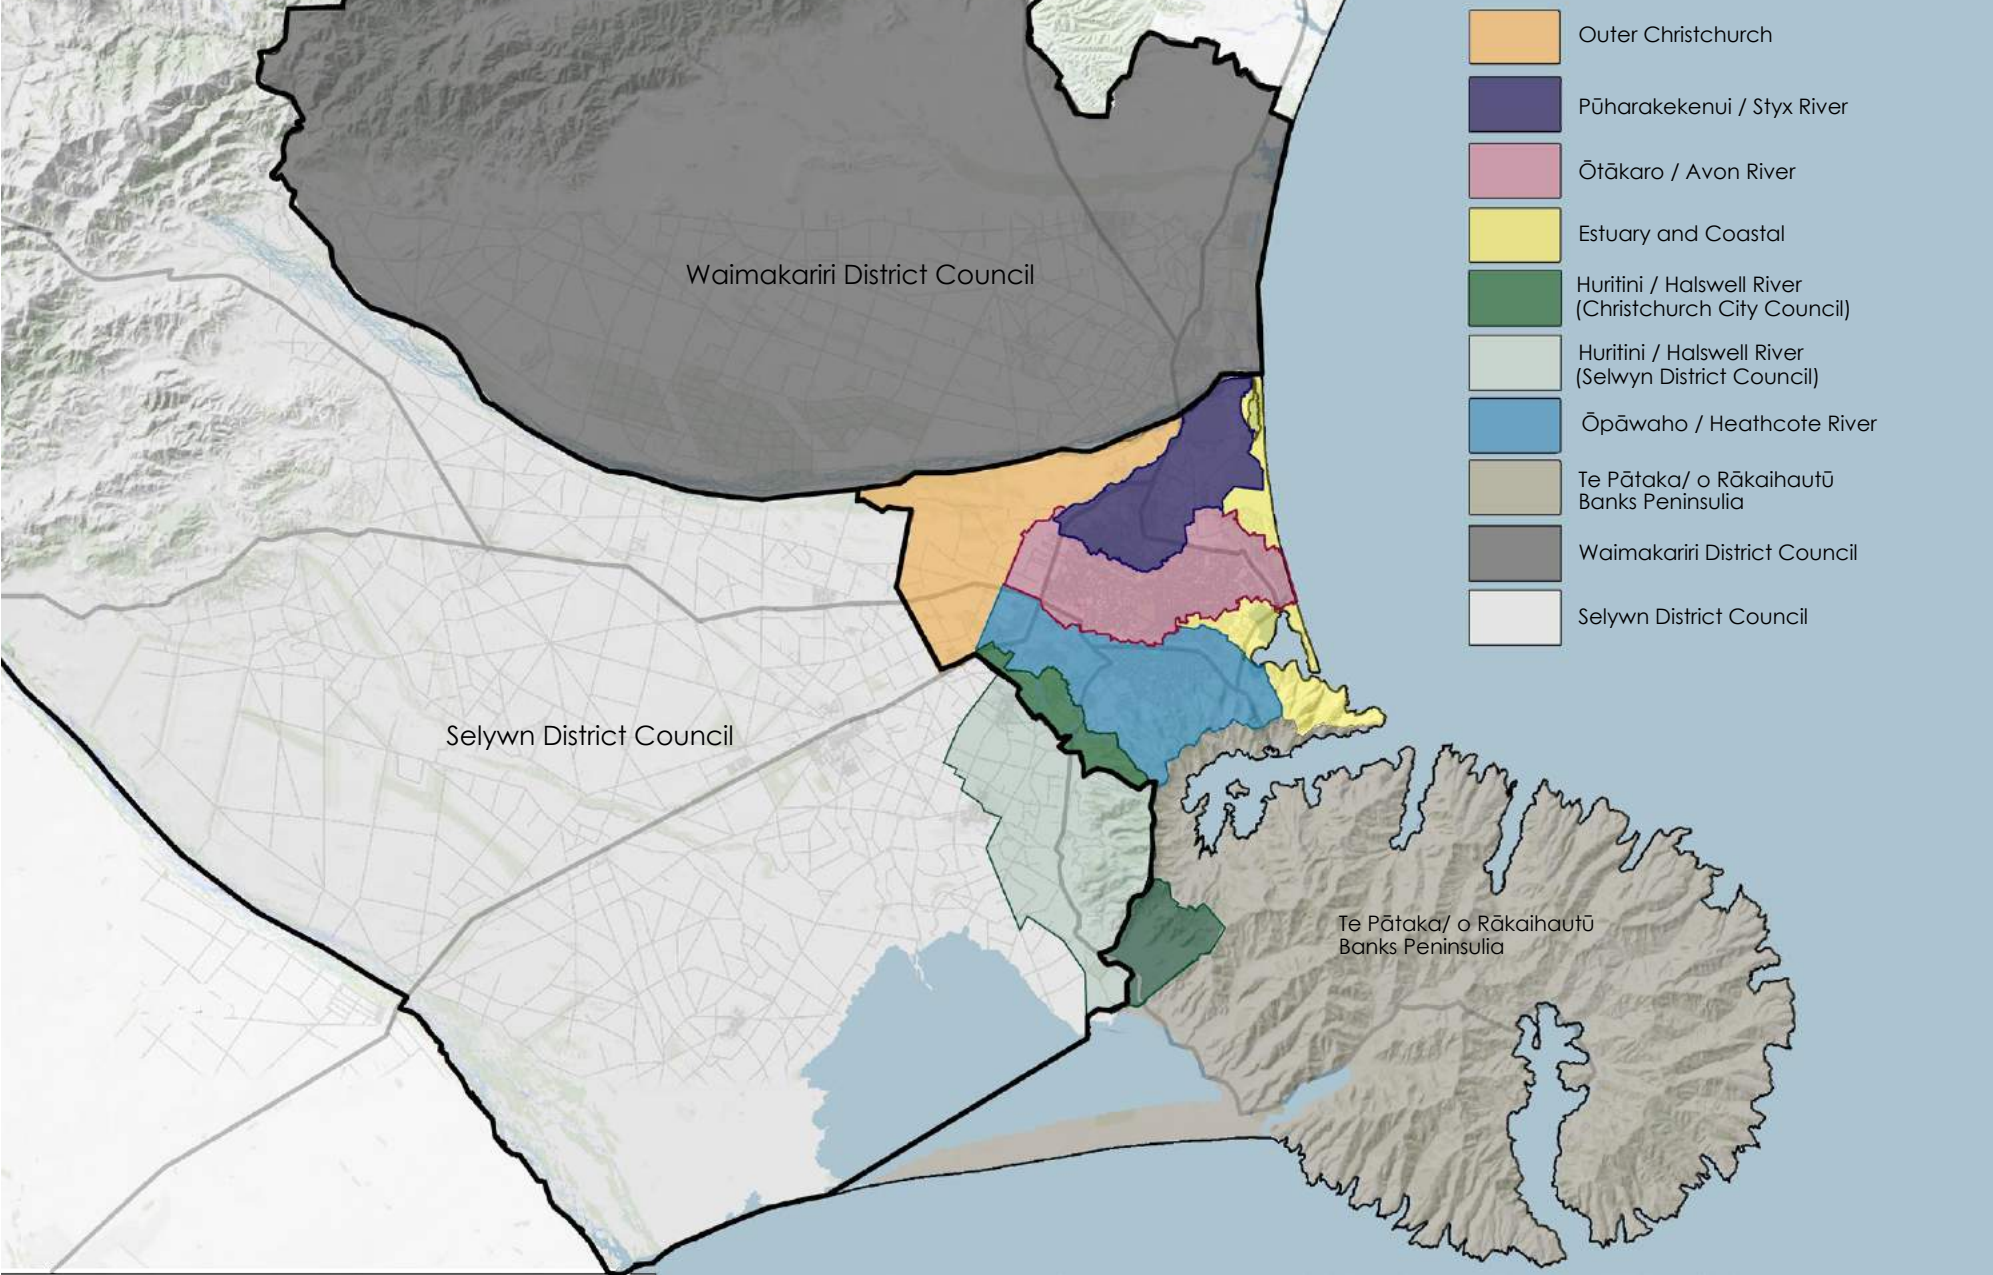 Outer Christchurch
Pūharakekenui / Styx River
Ōtākaro / Avon River
Estuary and Coastal
Huritini / Halswell River
(Christchurch City Council)
Huritini / Halswell River
(Selwyn District Council)
Ōpāwaho / Heathcote River
Te Pātaka/ o Rākaihautū
Banks Peninsulia
Waimakariri District Council
Selywn District Council
Waimakariri District Council
Selywn District Council
Te Pātaka/ o Rākaihautū
Banks Peninsulia